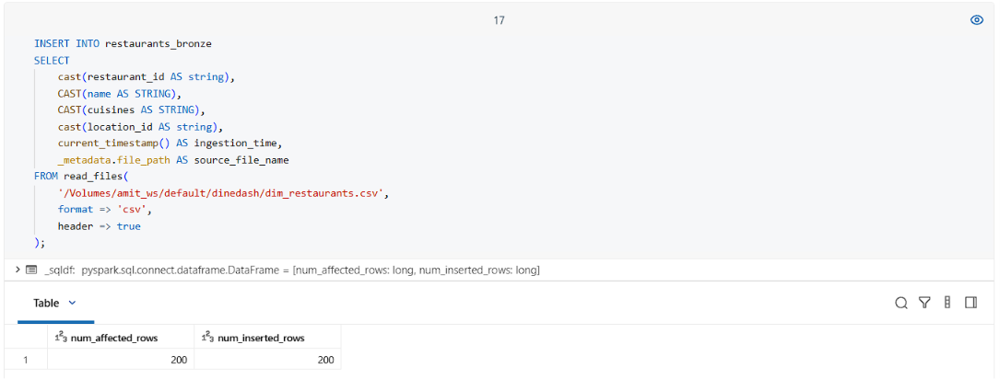 17
INSERT INTO restaurants_bronze
SELECT
cast(restaurant_id AS string),
CAST(name AS STRING),
CAST(cuisines AS STRING),
cast(location_id AS string),
current_timestamp() AS ingestion_time,
_metadata.file_path AS source_file_name
FROM read_files(
'/Volumes/amit_ws/default/dinedash/dim_restaurants.csv',
format => 'csv',
header => true
);
_sqldf: pyspark.sql.connect.dataframe.DataFrame = [num_affected_rows: long, num_inserted_rows: long]
Table
123 num_affected_rows 123 num_inserted_rows
1 200 200